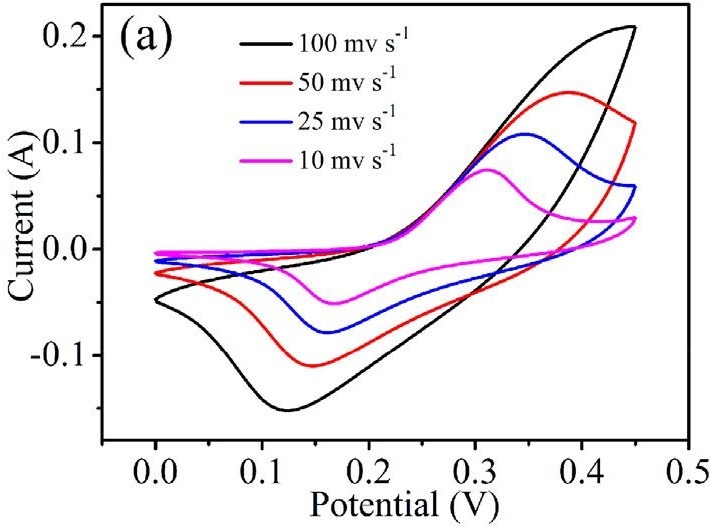 (a)
100 mv s⁻¹
50 mv s⁻¹
25 mv s⁻¹
10 mv s⁻¹
Current (A)
0.2
0.1
0.0
-0.1
0.0 0.1 0.2 0.3 0.4 0.5
Potential (V)